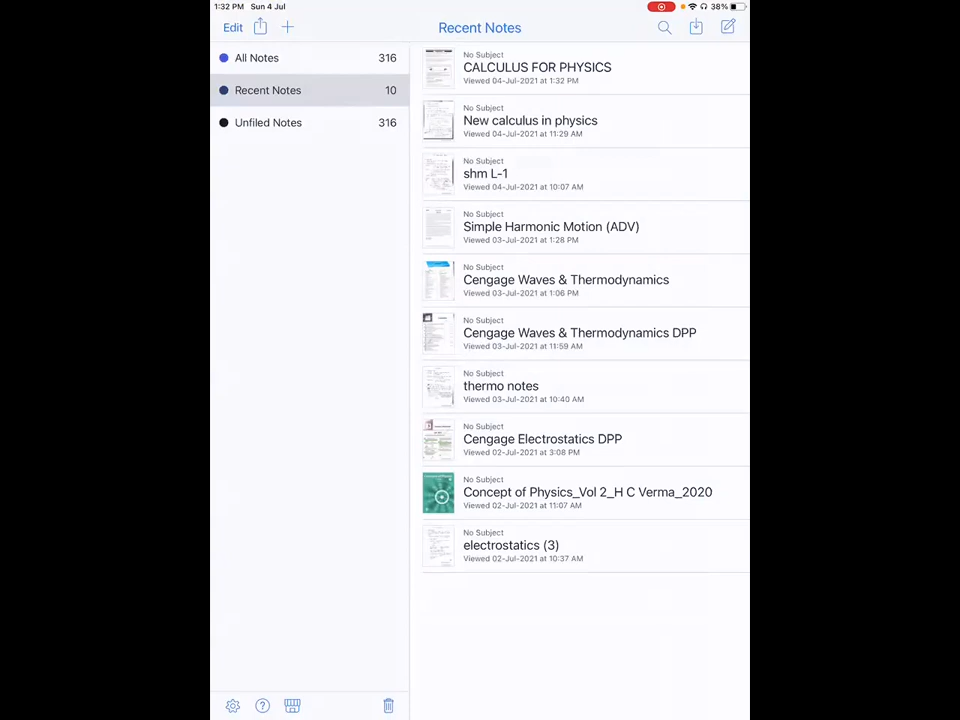 1:32 PM Sun 4 Jul 38%
Edit
Recent Notes
All Notes 316
Recent Notes 10
Unfiled Notes 316
No Subject
CALCULUS FOR PHYSICS
Viewed 04-Jul-2021 at 1:32 PM
No Subject
New calculus in physics
Viewed 04-Jul-2021 at 11:29 AM
No Subject
shm L-1
Viewed 04-Jul-2021 at 10:07 AM
No Subject
Simple Harmonic Motion (ADV)
Viewed 03-Jul-2021 at 1:28 PM
No Subject
Cengage Waves & Thermodynamics
Viewed 03-Jul-2021 at 1:06 PM
No Subject
Cengage Waves & Thermodynamics DPP
Viewed 03-Jul-2021 at 11:59 AM
No Subject
thermo notes
Viewed 03-Jul-2021 at 10:40 AM
No Subject
Cengage Electrostatics DPP
Viewed 02-Jul-2021 at 3:08 PM
No Subject
Concept of Physics_Vol 2_H C Verma_2020
Viewed 02-Jul-2021 at 11:07 AM
No Subject
electrostatics (3)
Viewed 02-Jul-2021 at 10:37 AM